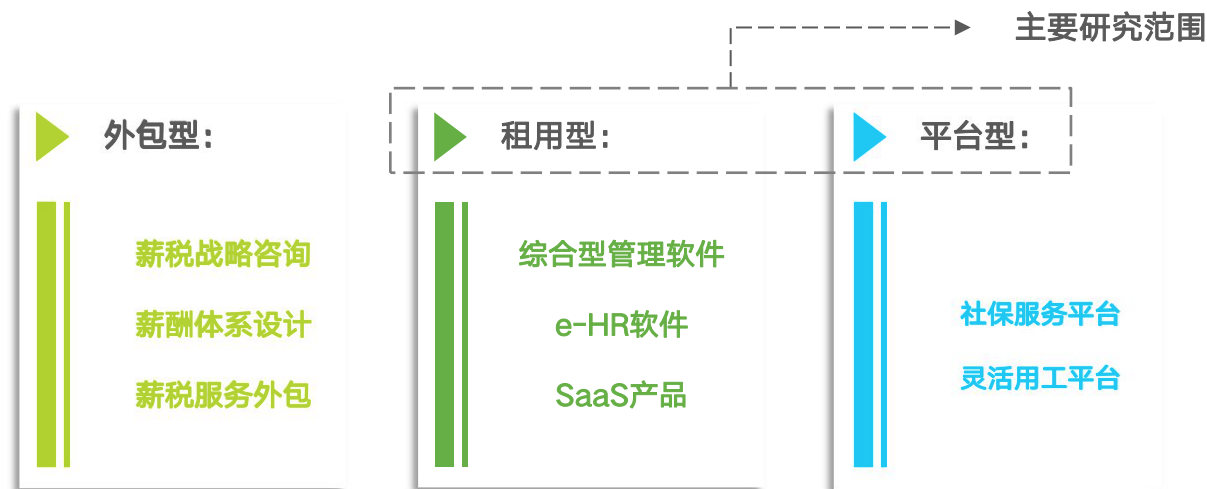 主要研究范围
外包型：
薪税战略咨询
薪酬体系设计
薪税服务外包
租用型：
综合型管理软件
e-HR软件
SaaS产品
平台型：
社保服务平台
灵活用工平台